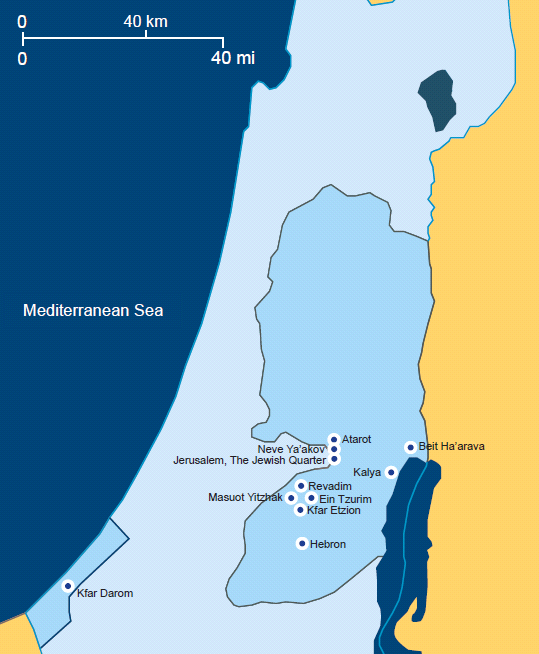 0
40 km
0
40 mi
Mediterranean Sea
Atarot
Neve Ya'akov
Beit Ha'arava
Jerusalem, The Jewish Quarter
Kalya
Revadim
Masuot Yitzhak
Ein Tzurim
Kfar Etzion
Hebron
Kfar Darom